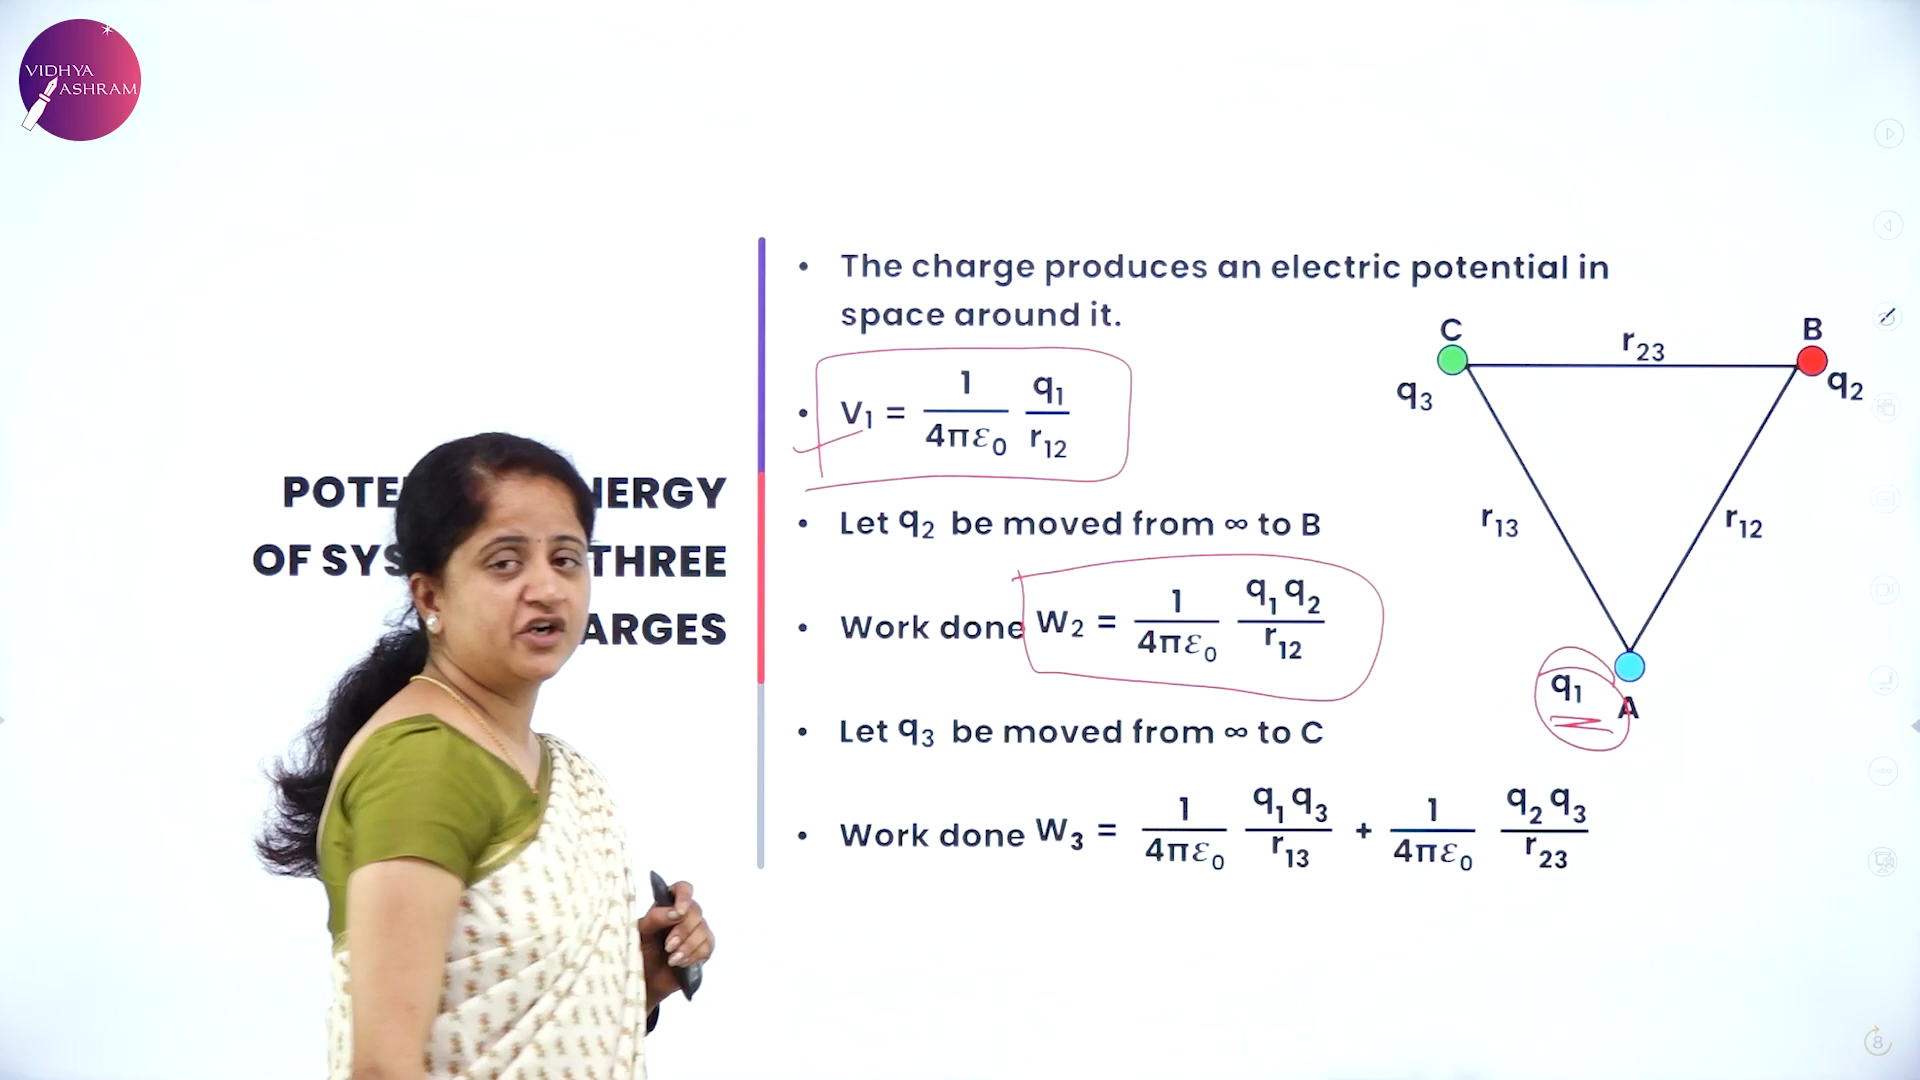 VIDHYA
ASHRAM
POTE NERGY
OF SYS THREE
ARGES
• The charge produces an electric potential in
space around it.
• V₁ = 1/4πε₀ q₁/r₁₂
• Let q₂ be moved from ∞ to B
• Work done W₂ = 1/4πε₀ q₁q₂/r₁₂
• Let q₃ be moved from ∞ to C
• Work done W₃ = 1/4πε₀ q₁q₃/r₁₃ + 1/4πε₀ q₂q₃/r₂₃
C
B
r₂₃
q₃
q₂
r₁₃
r₁₂
q₁
A
8